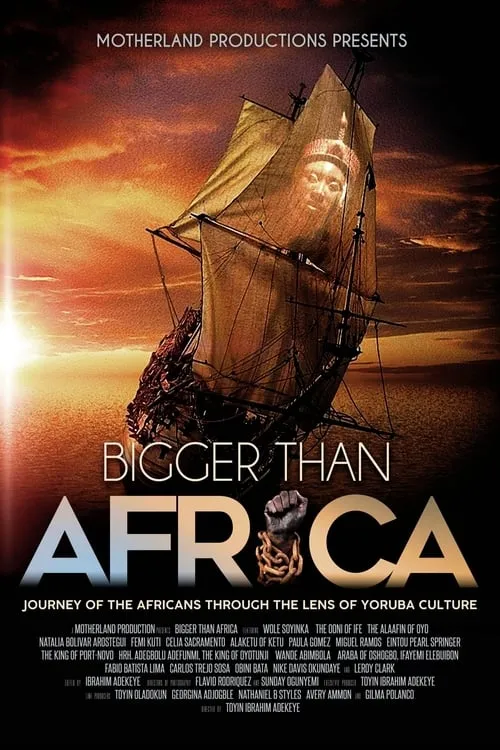 MOTHERLAND PRODUCTIONS PRESENTS
BIGGER THAN
AFRICA
JOURNEY OF THE AFRICANS THROUGH THE LENS OF YORUBA CULTURE
A MOTHERLAND PRODUCTION PRESENTS BIGGER THAN AFRICA FEATURING WOLE SOYINKA THE OONI OF IFE THE ALAAFIN OF OYO
NATALIA BOLIVAR AROSTEGUI FEMI KUTI CELIA SACRAMENTO ALAKETU OF KETU PAULA GOMEZ MIGUEL RAMOS EINTOU PEARL SPRINGER
THE KING OF PORT-NOVO HRH. ADEGBOLU ADEFUNMI. THE KING OF OYOTUNJI WANDE ABIMBOLA ARABA OF OSHOGBO, IFAYEMI ELEBUIBON
FABIO BATISTA LIMA CARLOS TREJO SOSA OBINI BATA NIKE DAVIS OKUNDAYE AND LEROY CLARK
EDITED BY IBRAHIM ADEKEYE DIRECTORS OF PHOTOGRAPHY FLAVIO RODRIQUEZ AND SUNDAY OGUNYEMI EXECUTIVE PRODUCER TOYIN IBRAHIM ADEKEYE
LINE PRODUCERS TOYIN OLADOKUN GEORGINA ADJOGBLE NATHANIEL B STYLES AVERY AMMON AND GILMA POLANCO
DIRECTED BY TOYIN IBRAHIM ADEKEYE